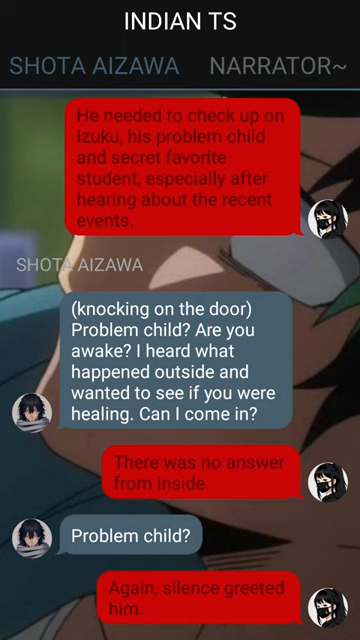 INDIAN TS
SHOTA AIZAWA NARRATOR~
He needed to check up on
Izuku, his problem child
and secret favorite
student, especially after
hearing about the recent
events.
SHOTA AIZAWA
(knocking on the door)
Problem child? Are you
awake? I heard what
happened outside and
wanted to see if you were
healing. Can I come in?
There was no answer
from inside.
Problem child?
Again, silence greeted
him.